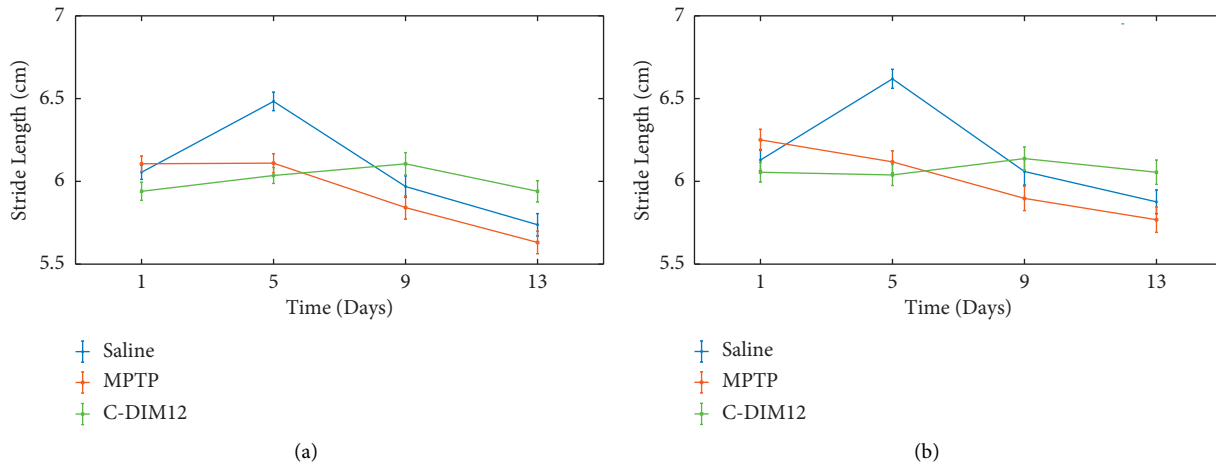 7
6.5
6
5.5
Stride Length (cm)
1 5 9 13
Time (Days)
Saline
MPTP
C-DIM12
(a)
7
6.5
6
5.5
Stride Length (cm)
1 5 9 13
Time (Days)
Saline
MPTP
C-DIM12
(b)